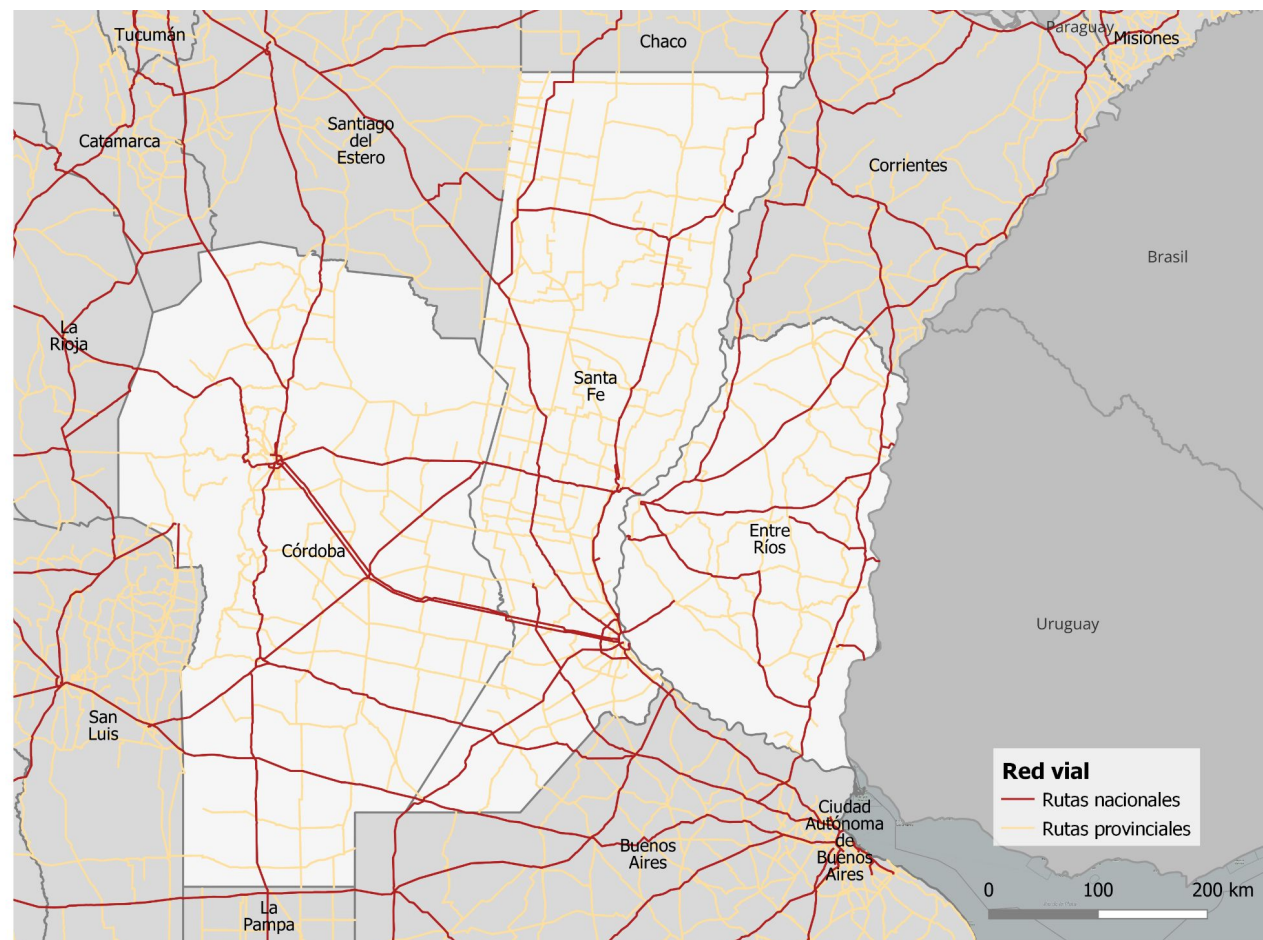 Tucumán
Chaco
Paraguay
Misiones
Catamarca
Santiago
del
Estero
Corrientes
Brasil
La
Rioja
Santa
Fe
Córdoba
Entre
Ríos
Uruguay
San
Luis
Red vial
Rutas nacionales
Rutas provinciales
Ciudad
Autónoma
de
Buenos
Aires
Buenos
Aires
La
Pampa
0 100 200 km